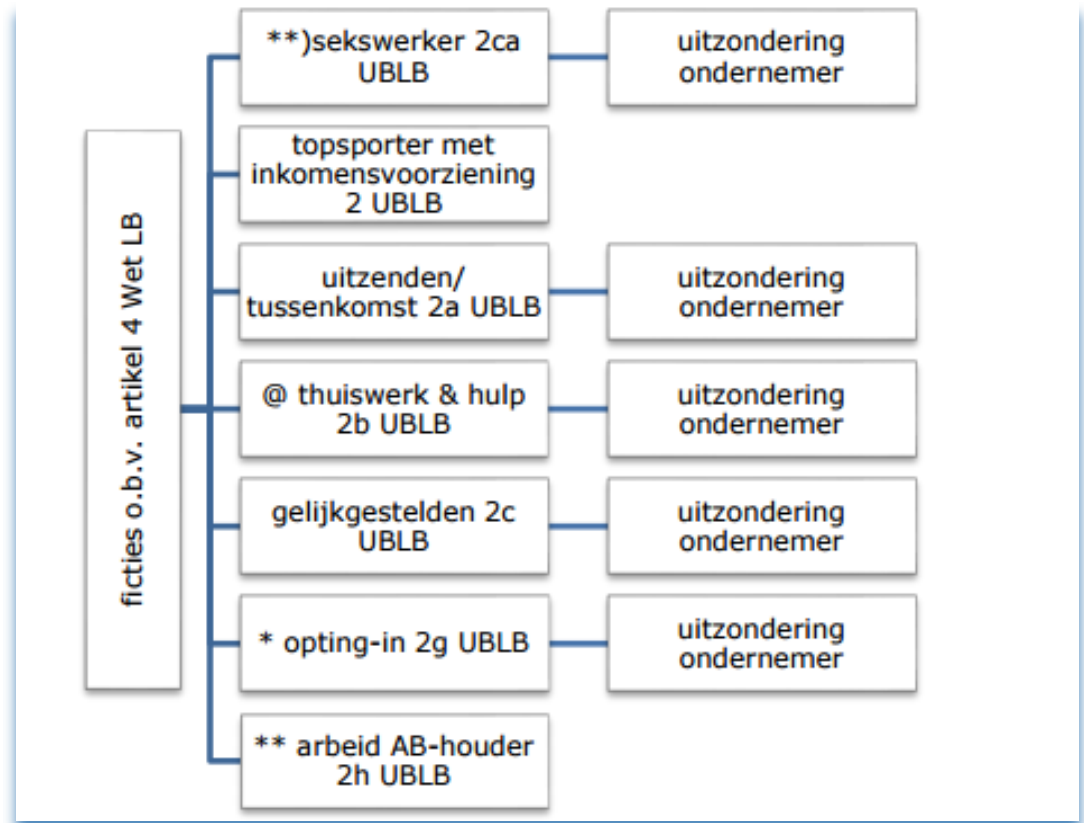 **)sekswerker 2ca
UBLB
uitzondering
ondernemer
topsporter met
inkomensvoorziening
2 UBLB
ficties o.b.v. artikel 4 Wet LB
uitzenden/
tussenkomst 2a UBLB
uitzondering
ondernemer
@ thuiswerk & hulp
2b UBLB
uitzondering
ondernemer
gelijkgestelden 2c
UBLB
uitzondering
ondernemer
* opting-in 2g UBLB
uitzondering
ondernemer
** arbeid AB-houder
2h UBLB